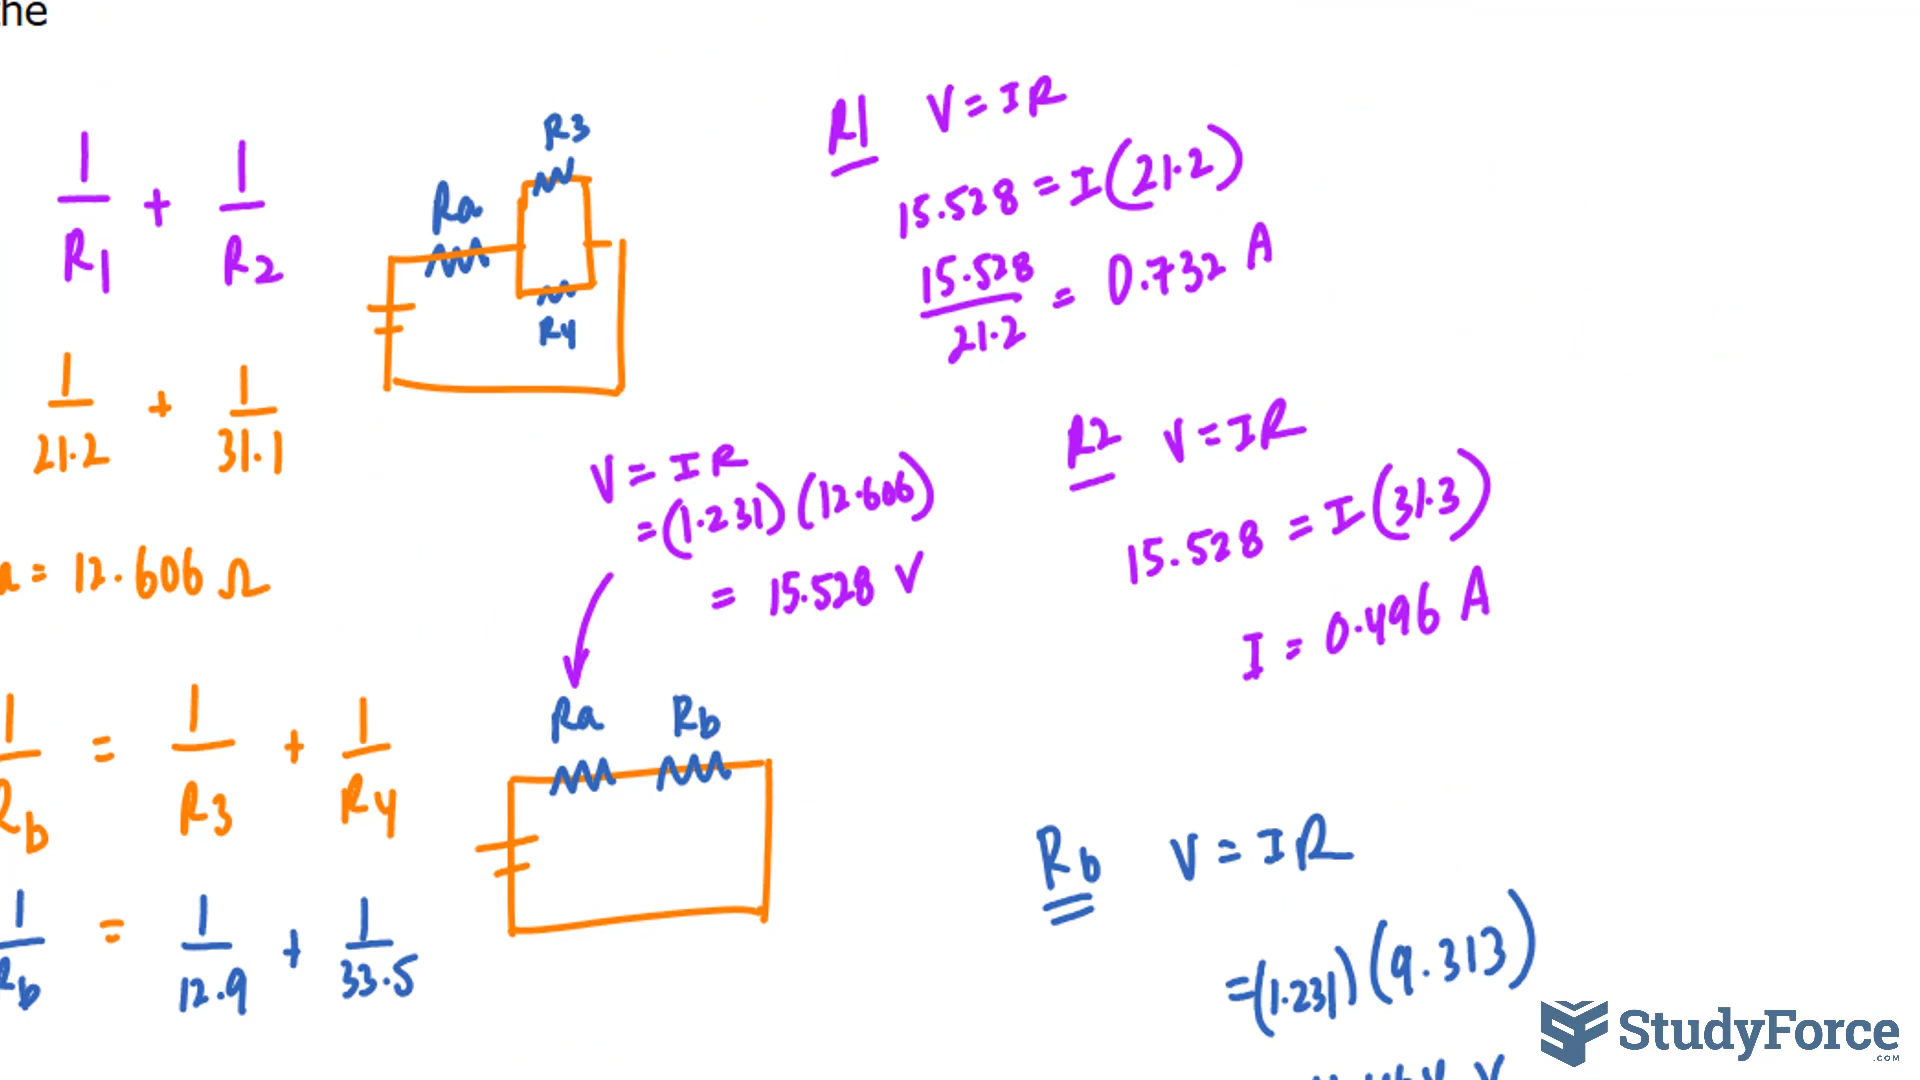 the
1/R1 + 1/R2
1/21.2 + 1/31.1
a = 12.606 Ω
1/Rb = 1/R3 + 1/R4
1/Rb = 1/12.9 + 1/33.5
R3
Ra
R4
V = IR
= (1.231)(12.606)
= 15.528 V
Ra Rb
R1 V = IR
15.528 = I(21.2)
15.528/21.2 = 0.732 A
R2 V = IR
15.528 = I(31.3)
I = 0.496 A
Rb V = IR
= (1.231)(9.313)
StudyForce
.COM